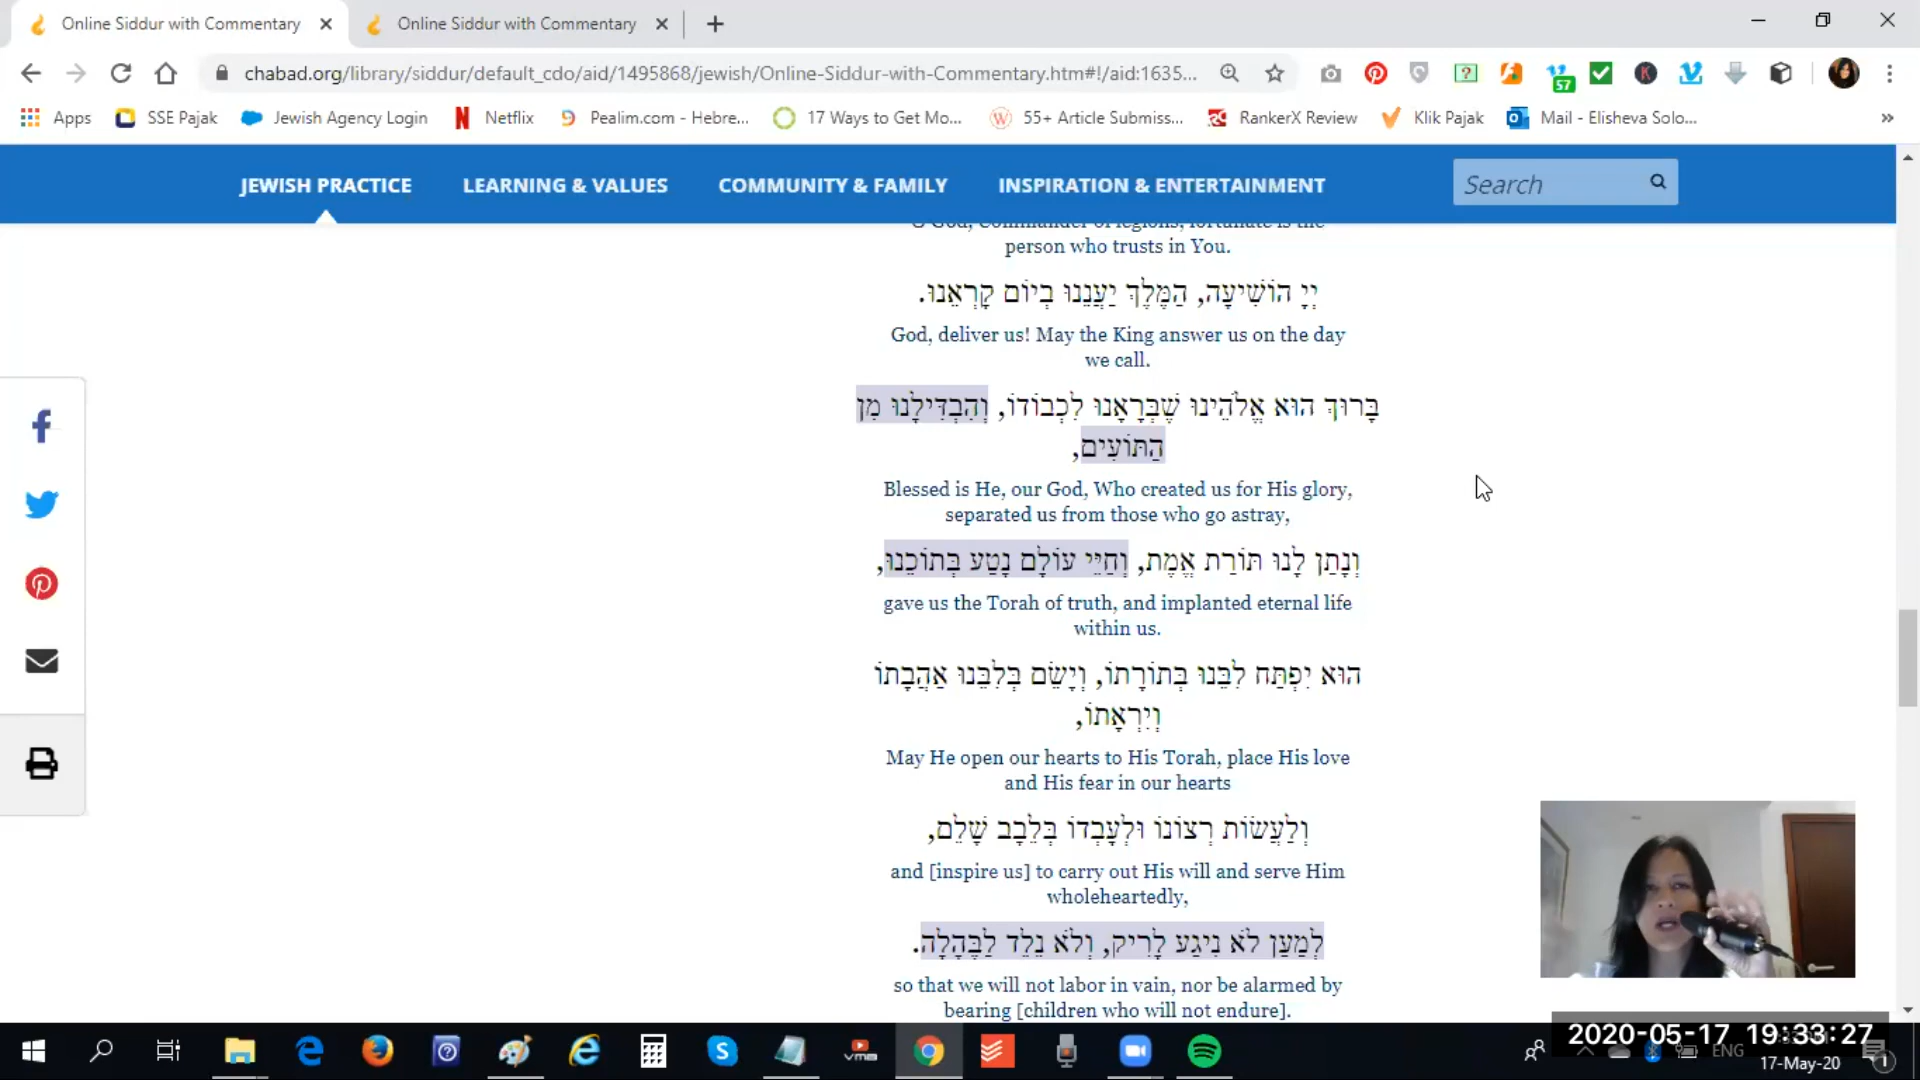 Online Siddur with Commentary
Online Siddur with Commentary
chabad.org/library/siddur/default_cdo/aid/1495868/jewish/Online-Siddur-with-Commentary.htm#!/aid:1635...
57
Apps
SSE Pajak
Jewish Agency Login
Netflix
Pealim.com - Hebre...
17 Ways to Get Mo...
55+ Article Submiss...
RankerX Review
Klik Pajak
Mail - Elisheva Solo...
»
JEWISH PRACTICE
LEARNING & VALUES
COMMUNITY & FAMILY
INSPIRATION & ENTERTAINMENT
Search
O God, Commander of legions, fortunate is the
person who trusts in You.
יְיָ הוֹשִׁיעָה, הַמֶּלֶךְ יַעֲנֵנוּ בְיוֹם קָרְאֵנוּ.
God, deliver us! May the King answer us on the day
we call.
בָּרוּךְ הוּא אֱלֹהֵינוּ שֶׁבְּרָאָנוּ לִכְבוֹדוֹ, וְהִבְדִּילָנוּ מִן
הַתּוֹעִים,
Blessed is He, our God, Who created us for His glory,
separated us from those who go astray,
וְנָתַן לָנוּ תּוֹרַת אֱמֶת, וְחַיֵּי עוֹלָם נָטַע בְּתוֹכֵנוּ,
gave us the Torah of truth, and implanted eternal life
within us.
הוּא יִפְתַּח לִבֵּנוּ בְּתוֹרָתוֹ, וְיָשֵׂם בְּלִבֵּנוּ אַהֲבָתוֹ
וְיִרְאָתוֹ,
May He open our hearts to His Torah, place His love
and His fear in our hearts
וְלַעֲשׂוֹת רְצוֹנוֹ וּלְעָבְדוֹ בְּלֵבָב שָׁלֵם,
and [inspire us] to carry out His will and serve Him
wholeheartedly,
לְמַעַן לֹא נִיגַע לָרִיק, וְלֹא נֵלֵד לַבֶּהָלָה.
so that we will not labor in vain, nor be alarmed by
bearing [children who will not endure].
2020-05-17 19:33:27
ENG
17-May-20
1